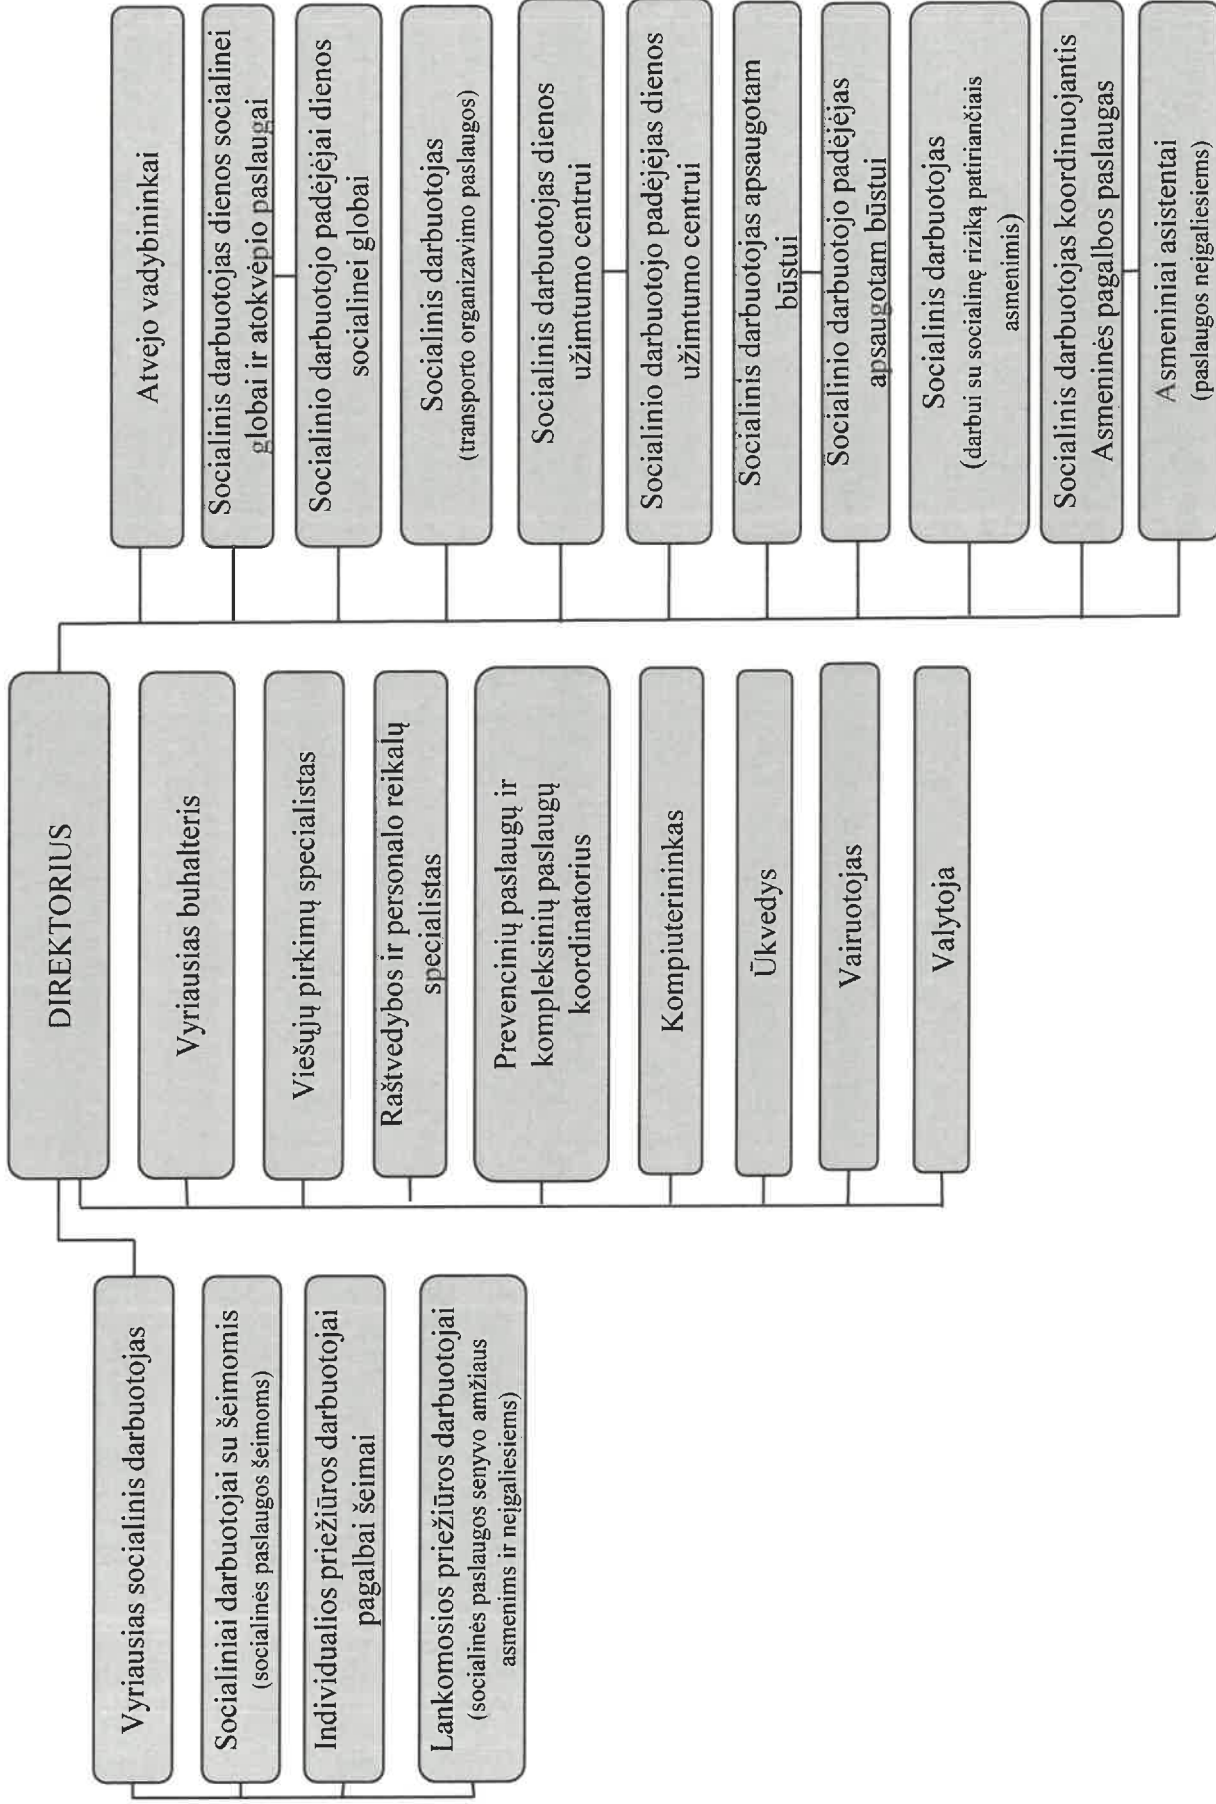 DIREKTORIUS
Vyriausias socialinis darbuotojas
Socialiniai darbuotojai su šeimomis
(socialinės paslaugos šeimoms)
Individualios priežiūros darbuotojai
pagalbai šeimai
Lankomosios priežiūros darbuotojai
(socialinės paslaugos senyvo amžiaus
asmenims ir neįgaliesiems)
Vyriausias buhalteris
Viešųjų pirkimų specialistas
Raštvedybos ir personalo reikalų
specialistas
Prevencinių paslaugų ir
kompleksinių paslaugų
koordinatorius
Kompiuterininkas
Ūkvedys
Vairuotojas
Valytoja
Atvejo vadybininkai
Socialinis darbuotojas dienos socialinei
globai ir atokvėpio paslaugai
Socialinio darbuotojo padėjėjai dienos
socialinei globai
Socialinis darbuotojas
(transporto organizavimo paslaugos)
Socialinis darbuotojas dienos
užimtumo centrui
Socialinio darbuotojo padėjėjas dienos
užimtumo centrui
Socialinis darbuotojas apsaugotam
būstui
Socialinio darbuotojo padėjėjas
apsaugotam būstui
Socialinis darbuotojas
(darbui su socialinę riziką patiriančiais
asmenimis)
Socialinis darbuotojas koordinuojantis
Asmeninės pagalbos paslaugas
Asmeniniai asistentai
(paslaugos neįgaliesiems)